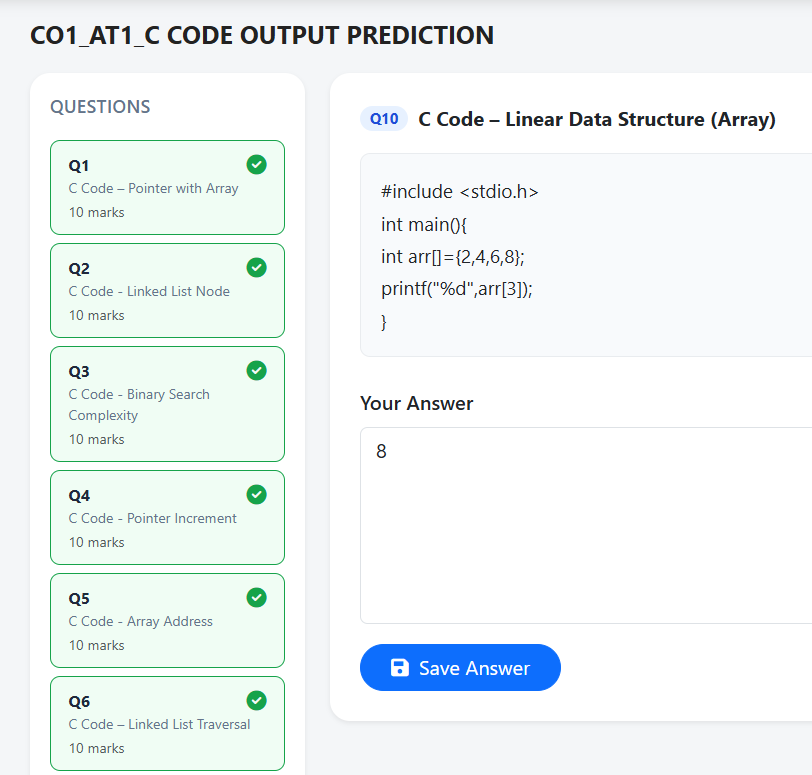 CO1_AT1_C CODE OUTPUT PREDICTION
QUESTIONS
Q1
C Code – Pointer with Array
10 marks
Q2
C Code - Linked List Node
10 marks
Q3
C Code - Binary Search
Complexity
10 marks
Q4
C Code - Pointer Increment
10 marks
Q5
C Code - Array Address
10 marks
Q6
C Code – Linked List Traversal
10 marks
Q10 C Code – Linear Data Structure (Array)
#include <stdio.h>
int main(){
int arr[]={2,4,6,8};
printf("%d",arr[3]);
}
Your Answer
8
Save Answer